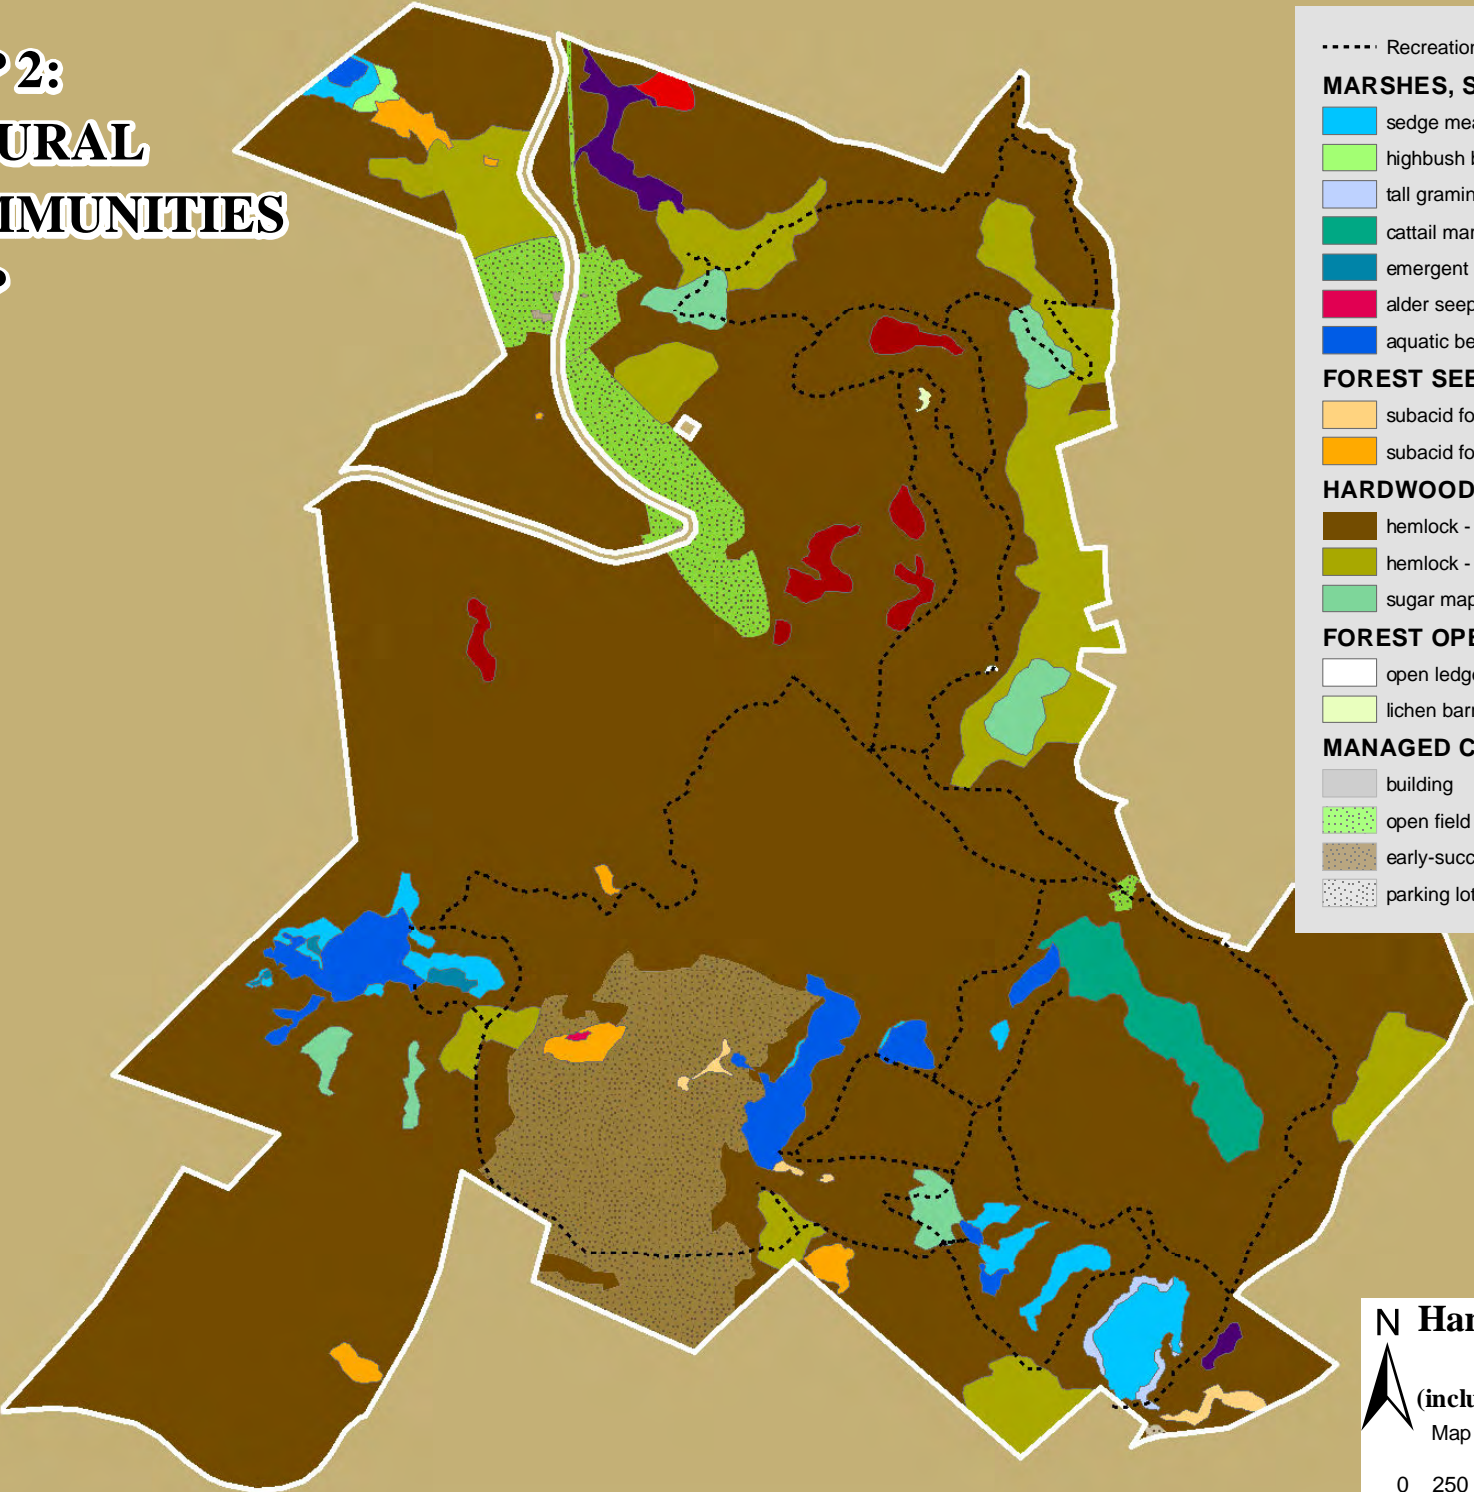 2:
URAL
MMUNITIES
Recreation
MARSHES, S
sedge mea
highbush b
tall gramin
cattail mar
emergent
alder seep
aquatic be
FOREST SEE
subacid fo
subacid fo
HARDWOOD
hemlock -
hemlock -
sugar map
FOREST OPE
open ledge
lichen barr
MANAGED C
building
open field
early-succ
parking lot
N Har
(inclu
Map
0 250